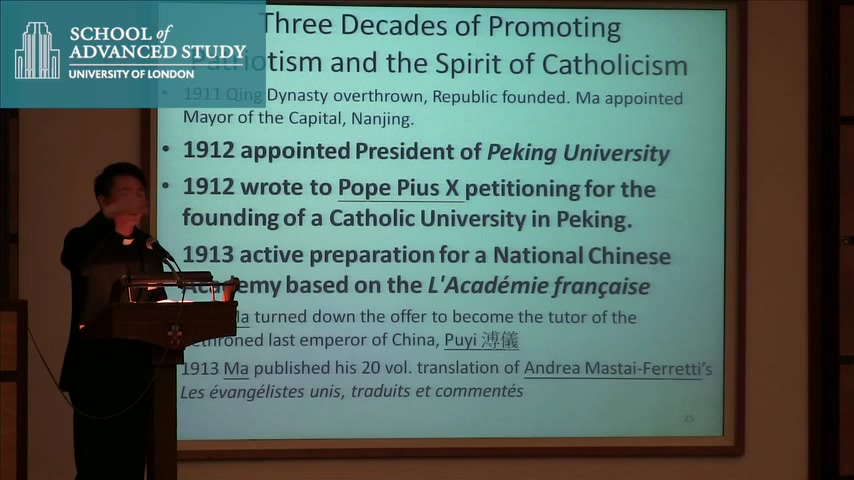 SCHOOL of
ADVANCED STUDY
UNIVERSITY OF LONDON
Three Decades of Promoting
Patriotism and the Spirit of Catholicism
• 1911 Qing Dynasty overthrown, Republic founded. Ma appointed
Mayor of the Capital, Nanjing.
• 1912 appointed President of Peking University
• 1912 wrote to Pope Pius X petitioning for the
founding of a Catholic University in Peking.
1913 active preparation for a National Chinese
Academy based on the L'Académie française
Ma turned down the offer to become the tutor of the
dethroned last emperor of China, Puyi 溥儀
1913 Ma published his 20 vol. translation of Andrea Mastai-Ferretti's
Les évangélistes unis, traduits et commentés
25